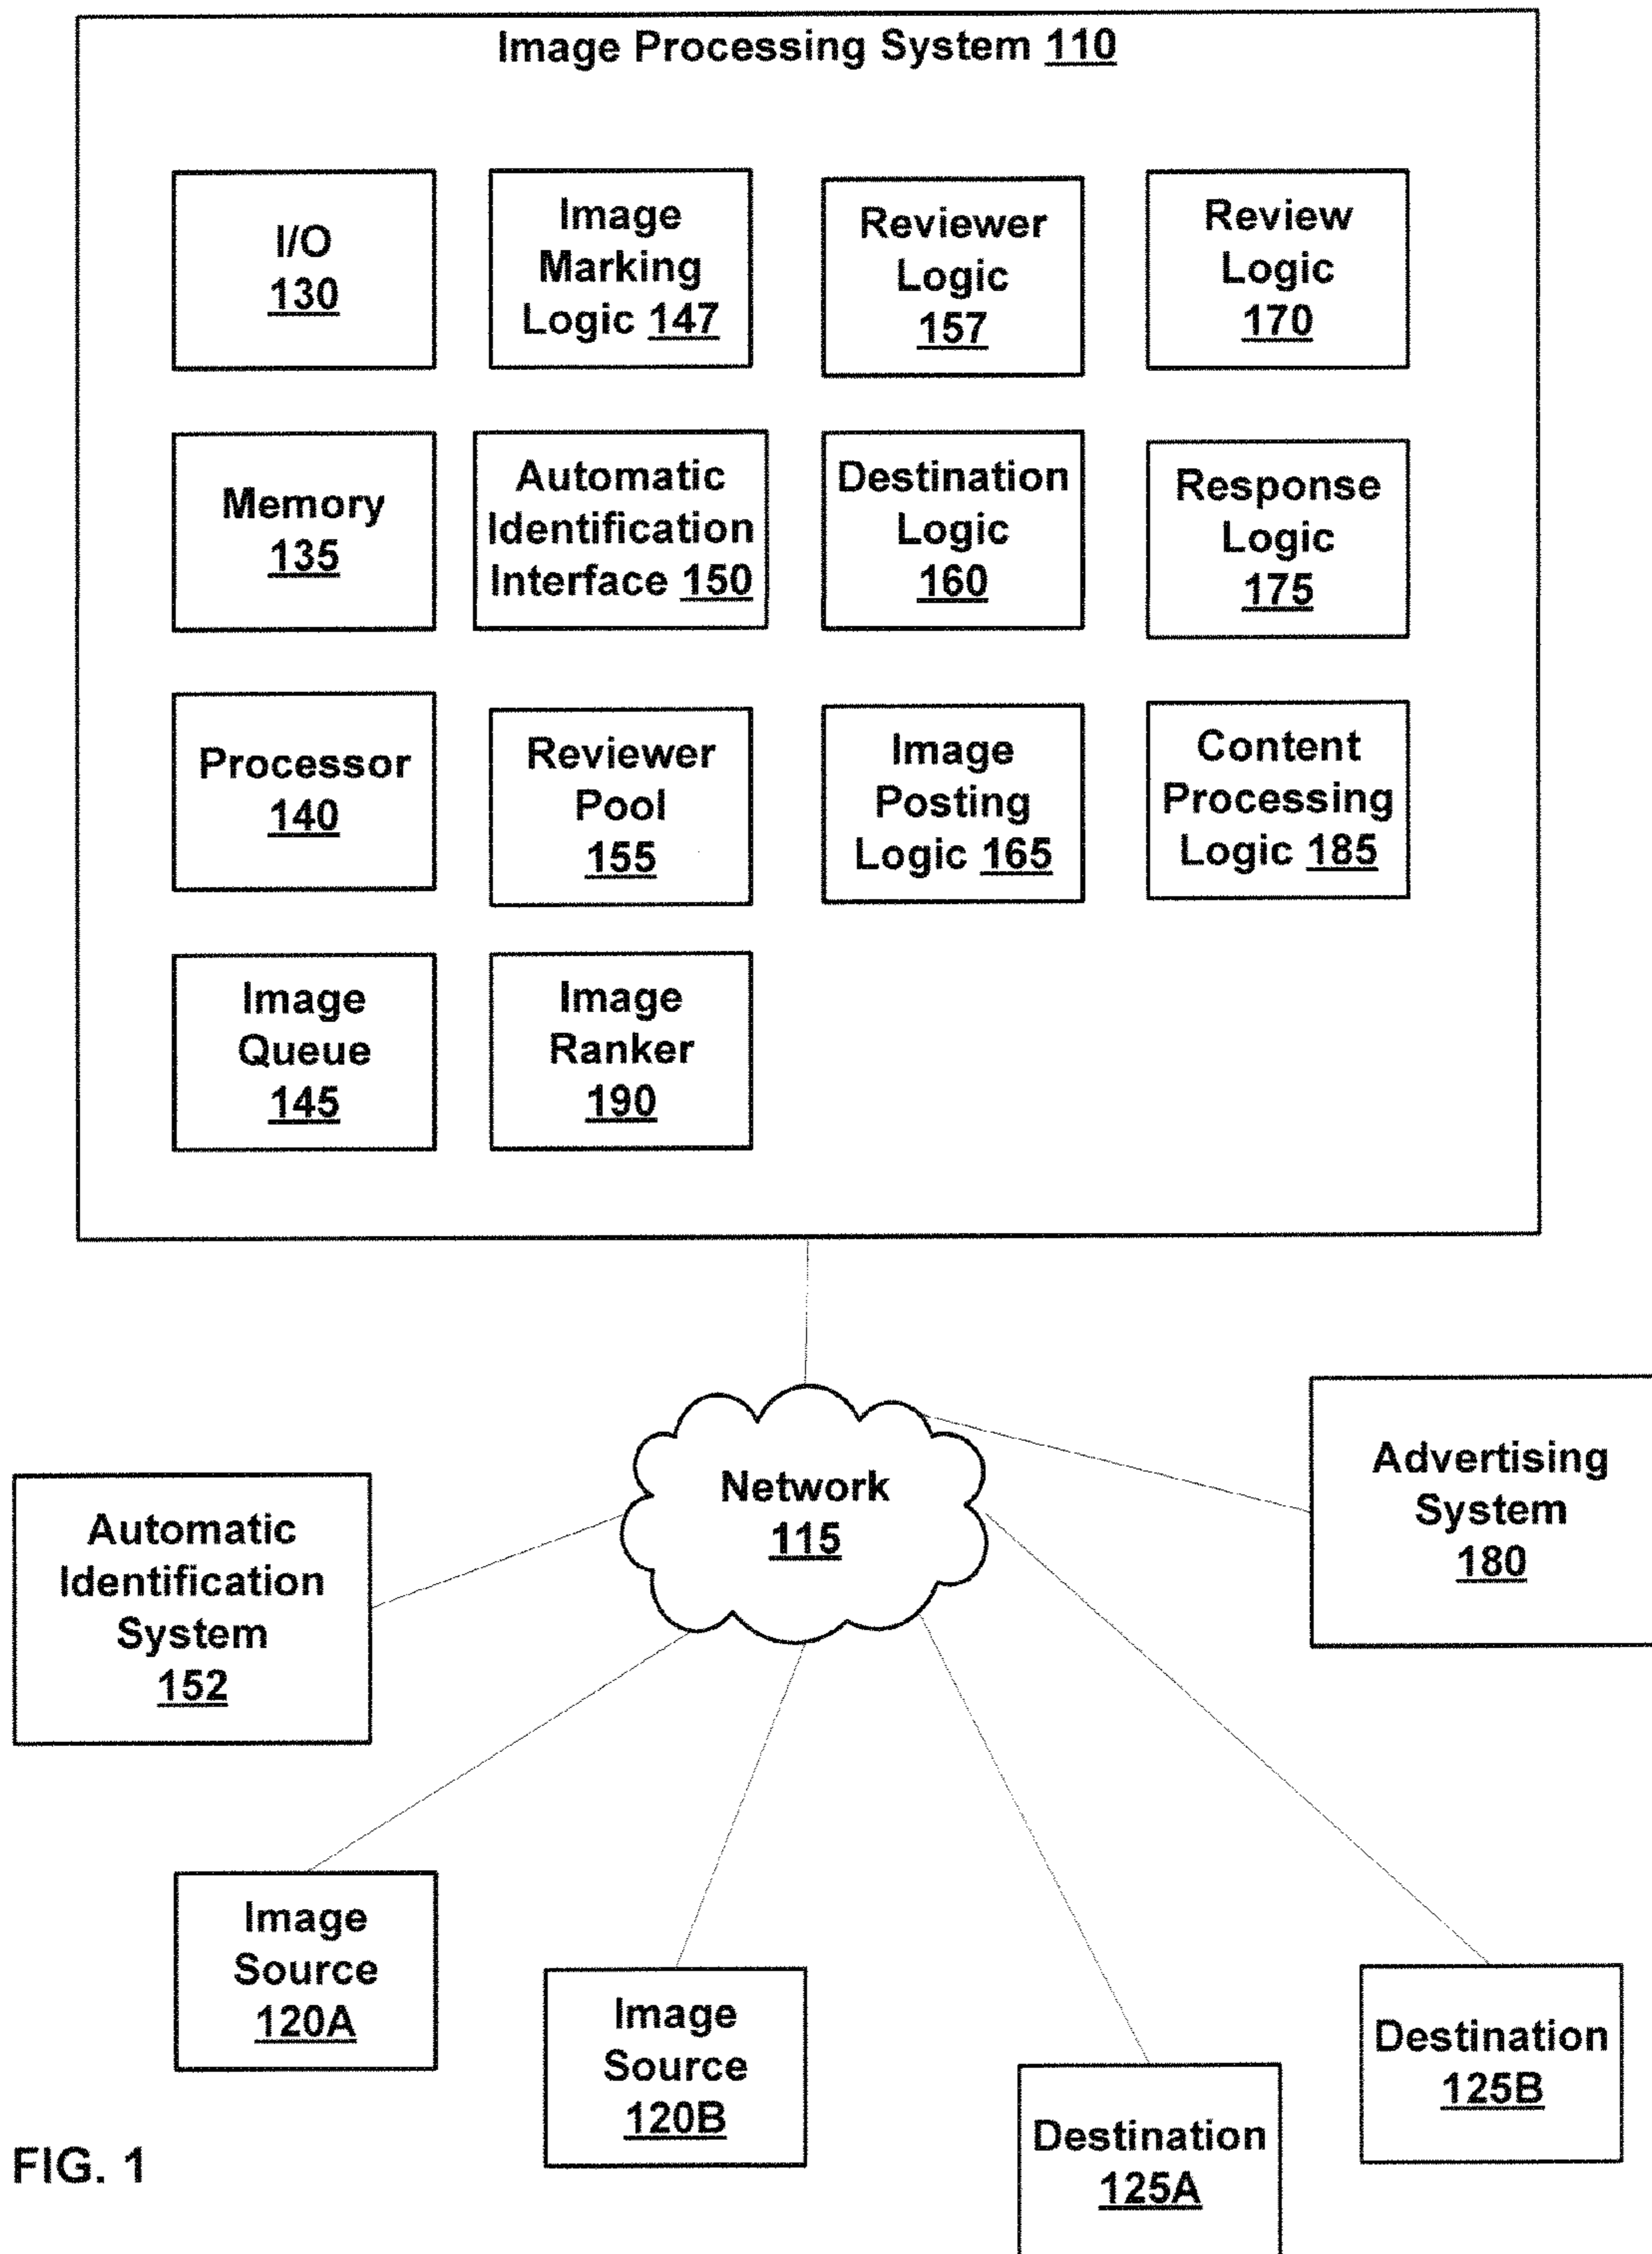 Image Processing System 110
I/O
130
Image
Marking
Logic 147
Reviewer
Logic
157
Review
Logic
170
Memory
135
Automatic
Identification
Interface 150
Destination
Logic
160
Response
Logic
175
Processor
140
Reviewer
Pool
155
Image
Posting
Logic 165
Content
Processing
Logic 185
Image
Queue
145
Image
Ranker
190
Network
115
Advertising
System
180
Automatic
Identification
System
152
Image
Source
120A
Image
Source
120B
Destination
125A
Destination
125B
FIG. 1